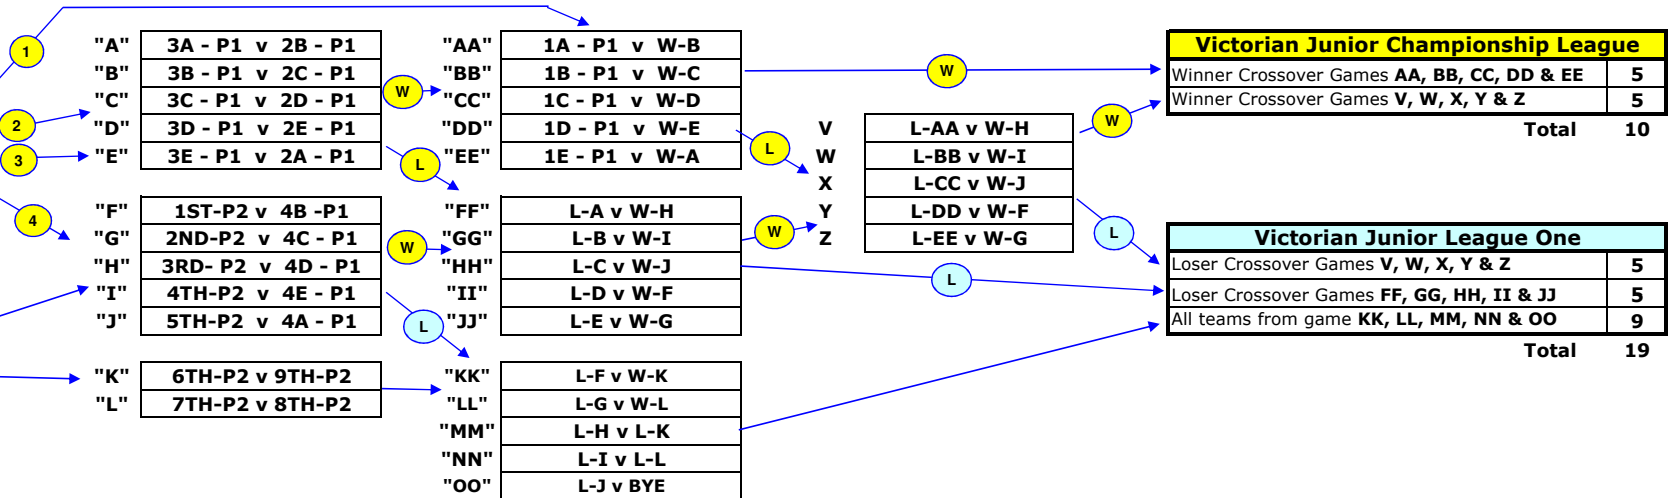 1
2
3
4
"A" 3A - P1 v 2B - P1
"B" 3B - P1 v 2C - P1
"C" 3C - P1 v 2D - P1
"D" 3D - P1 v 2E - P1
"E" 3E - P1 v 2A - P1
"F" 1ST-P2 v 4B -P1
"G" 2ND-P2 v 4C - P1
"H" 3RD- P2 v 4D - P1
"I" 4TH-P2 v 4E - P1
"J" 5TH-P2 v 4A - P1
"K" 6TH-P2 v 9TH-P2
"L" 7TH-P2 v 8TH-P2
W
L
W
L
"AA" 1A - P1 v W-B
"BB" 1B - P1 v W-C
"CC" 1C - P1 v W-D
"DD" 1D - P1 v W-E
"EE" 1E - P1 v W-A
"FF" L-A v W-H
"GG" L-B v W-I
"HH" L-C v W-J
"II" L-D v W-F
"JJ" L-E v W-G
"KK" L-F v W-K
"LL" L-G v W-L
"MM" L-H v L-K
"NN" L-I v L-L
"OO" L-J v BYE
W
L
W
L
V L-AA v W-H
W L-BB v W-I
X L-CC v W-J
Y L-DD v W-F
Z L-EE v W-G
W
L
Victorian Junior Championship League
Winner Crossover Games AA, BB, CC, DD & EE 5
Winner Crossover Games V, W, X, Y & Z 5
Total 10
Victorian Junior League One
Loser Crossover Games V, W, X, Y & Z 5
Loser Crossover Games FF, GG, HH, II & JJ 5
All teams from game KK, LL, MM, NN & OO 9
Total 19